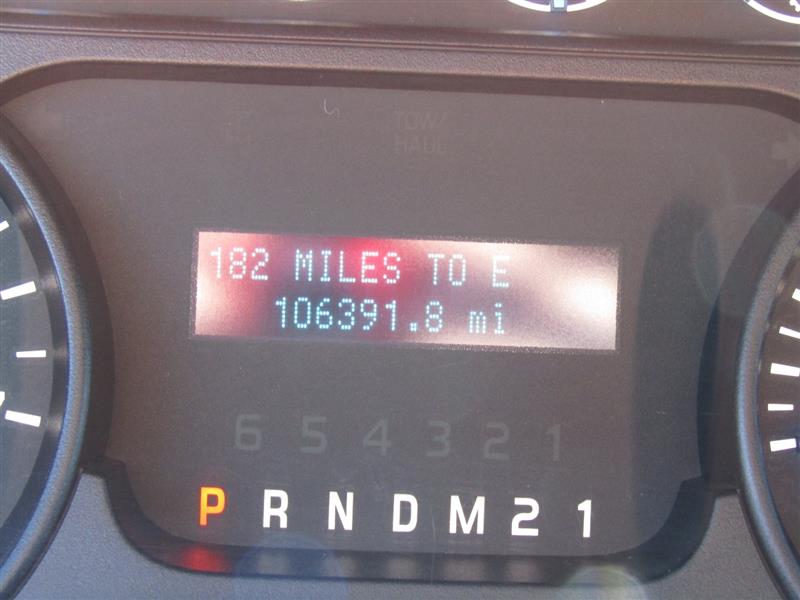 TOW/
HAUL
182 MILES TO E
106391.8 mi
6 5 4 3 2 1
P R N D M 2 1